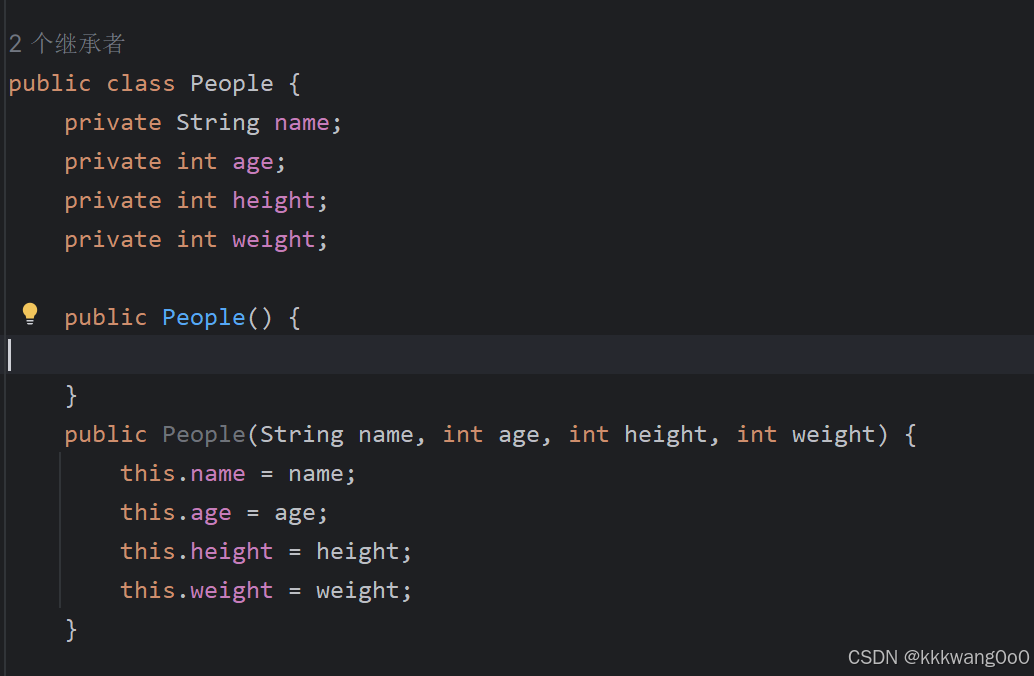 2 个继承者
public class People {
    private String name;
    private int age;
    private int height;
    private int weight;
    public People() {
    }
    public People(String name, int age, int height, int weight) {
        this.name = name;
        this.age = age;
        this.height = height;
        this.weight = weight;
    }
CSDN @kkkwang0o0